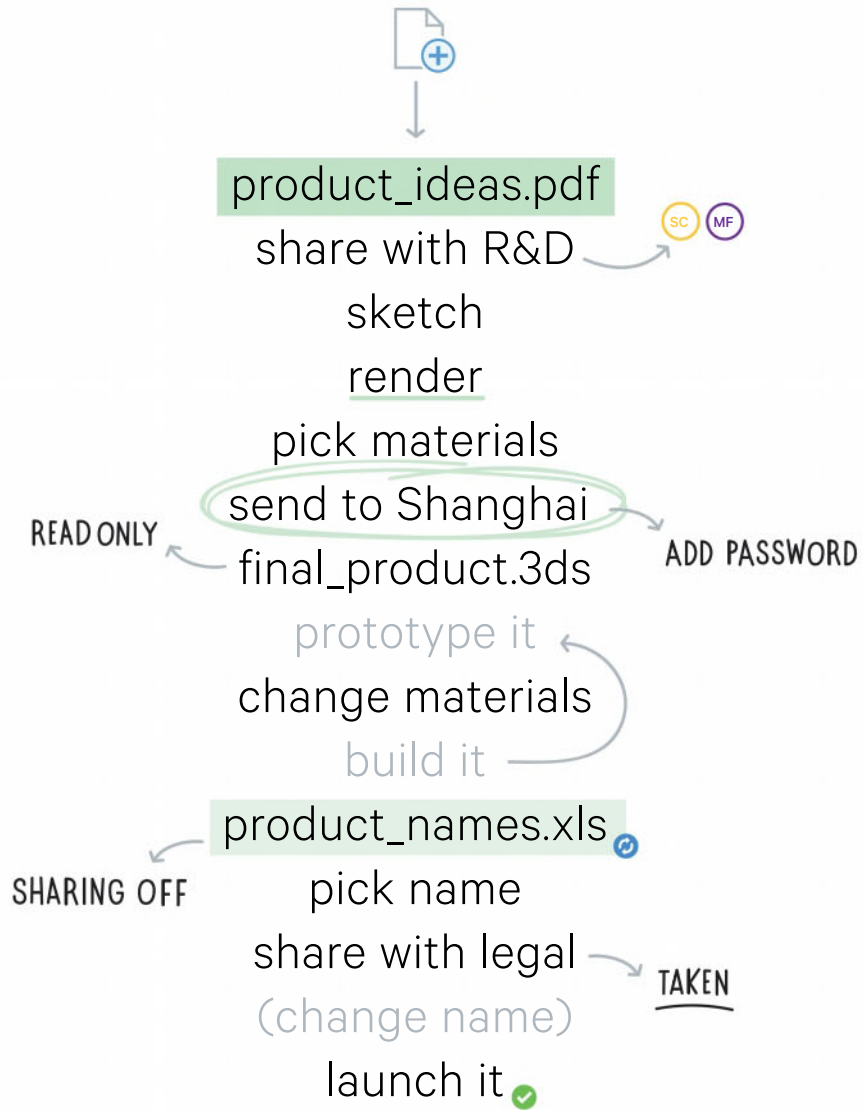 product_ideas.pdf
SC MF
share with R&D
sketch
render
pick materials
send to Shanghai
READ ONLY
ADD PASSWORD
final_product.3ds
prototype it
change materials
build it
product_names.xls
SHARING OFF
pick name
share with legal
TAKEN
(change name)
launch it